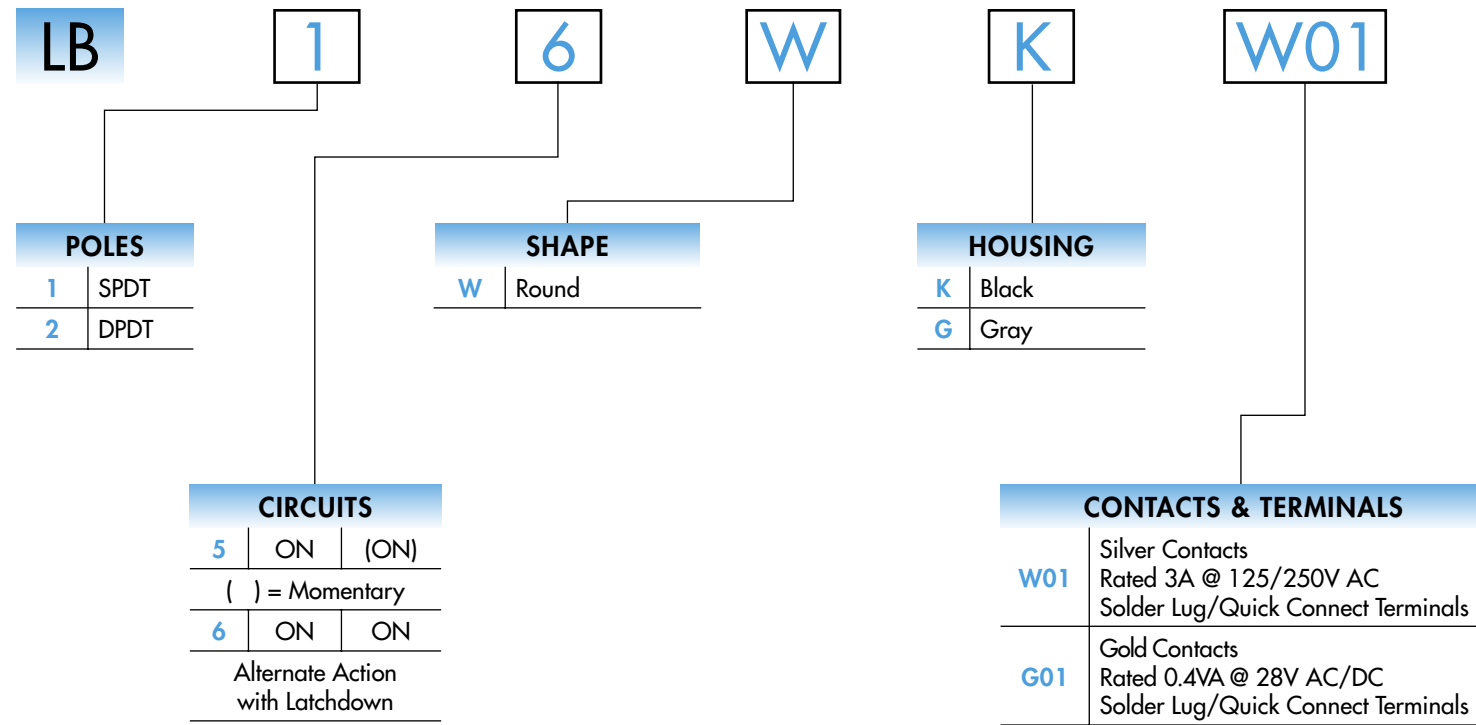 LB 1 6 W K W01
POLES
1 SPDT
2 DPDT
SHAPE
W Round
HOUSING
K Black
G Gray
CIRCUITS
5 ON (ON)
( ) = Momentary
6 ON ON
Alternate Action
with Latchdown
CONTACTS & TERMINALS
W01
Silver Contacts
Rated 3A @ 125/250V AC
Solder Lug/Quick Connect Terminals
G01
Gold Contacts
Rated 0.4VA @ 28V AC/DC
Solder Lug/Quick Connect Terminals